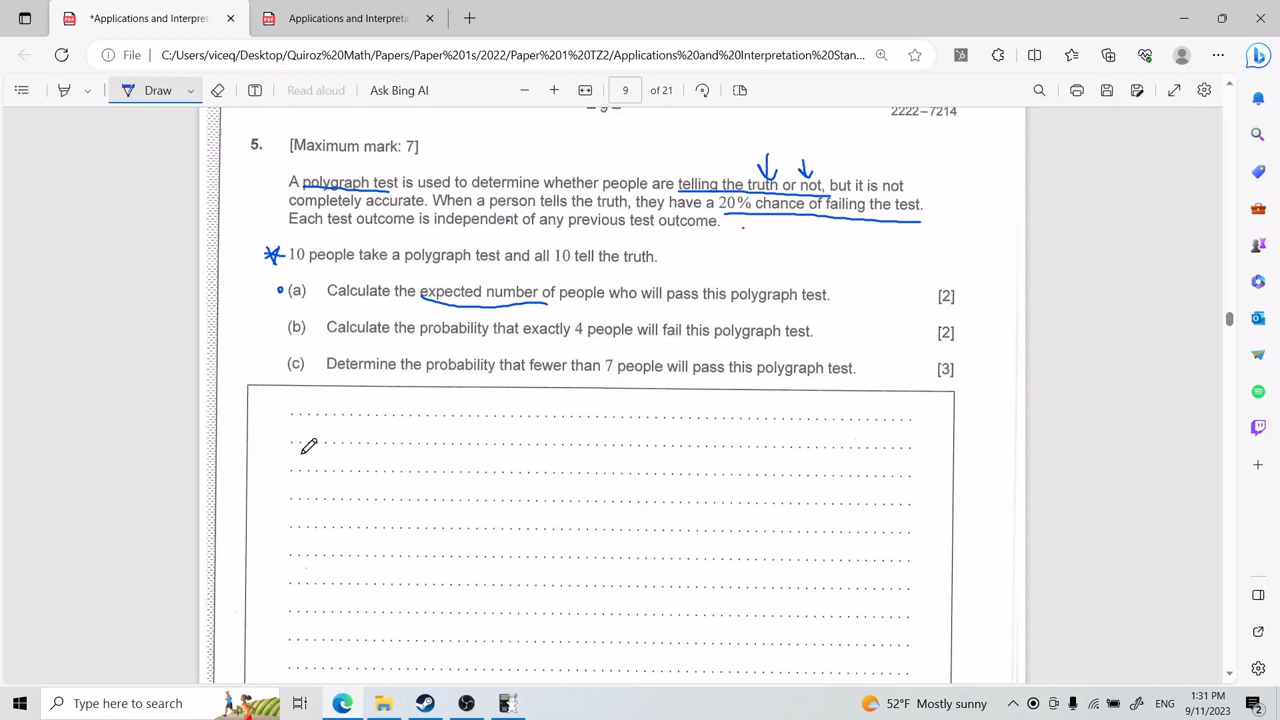 *Applications and Interpret
Applications and Interpreta
File
C:/Users/viceq/Desktop/Quiroz%20Math/Papers/Paper%201s/2022/Paper%201%20TZ2/Applications%20and%20Interpretation%20Stan...
Draw
Read aloud
Ask Bing AI
9
of 21
– 9 –
2222–7214
5.
[Maximum mark: 7]
A polygraph test is used to determine whether people are telling the truth or not, but it is not
completely accurate. When a person tells the truth, they have a 20% chance of failing the test.
Each test outcome is independent of any previous test outcome.
10 people take a polygraph test and all 10 tell the truth.
(a) Calculate the expected number of people who will pass this polygraph test. [2]
(b) Calculate the probability that exactly 4 people will fail this polygraph test. [2]
(c) Determine the probability that fewer than 7 people will pass this polygraph test. [3]
Type here to search
52°F Mostly sunny
ENG
1:31 PM
9/11/2023
2